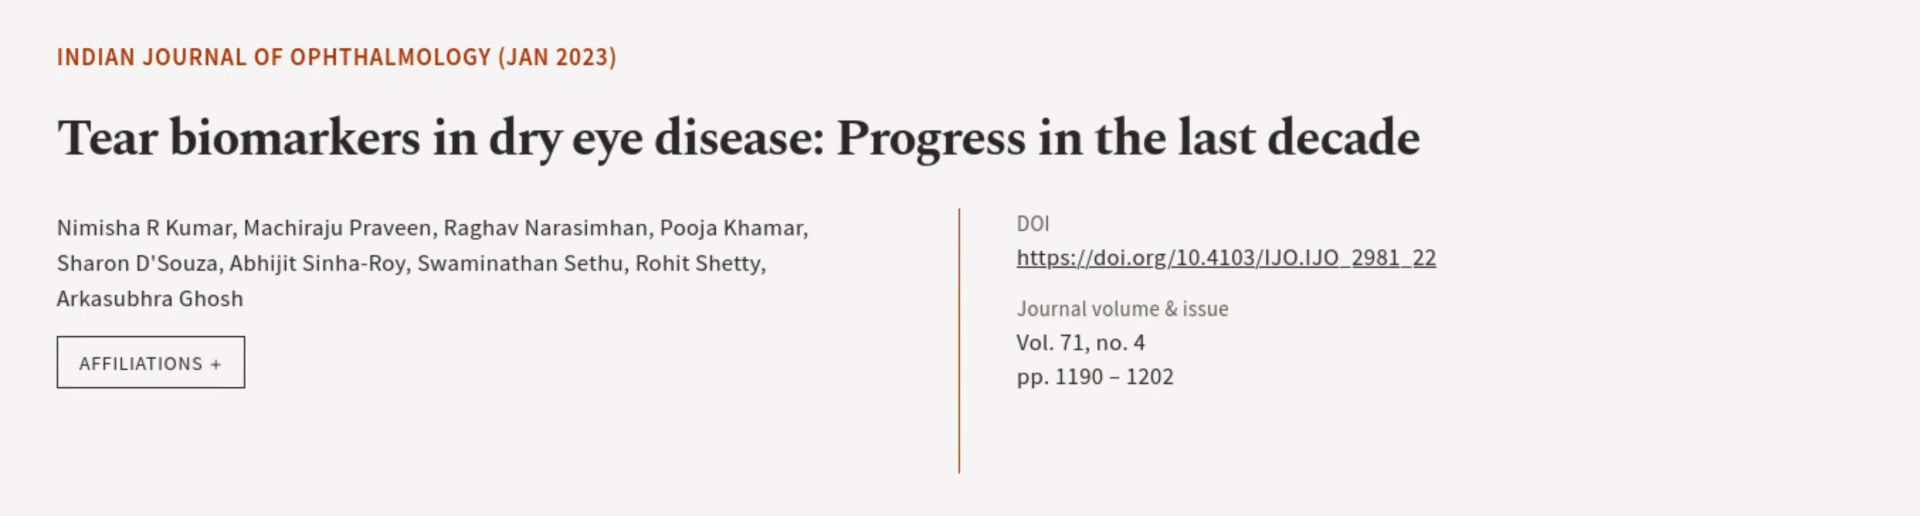 INDIAN JOURNAL OF OPHTHALMOLOGY (JAN 2023)
Tear biomarkers in dry eye disease: Progress in the last decade
Nimisha R Kumar, Machiraju Praveen, Raghav Narasimhan, Pooja Khamar,
Sharon D'Souza, Abhijit Sinha-Roy, Swaminathan Sethu, Rohit Shetty,
Arkasubhra Ghosh
AFFILIATIONS +
DOI
https://doi.org/10.4103/IJO.IJO_2981_22
Journal volume & issue
Vol. 71, no. 4
pp. 1190 – 1202